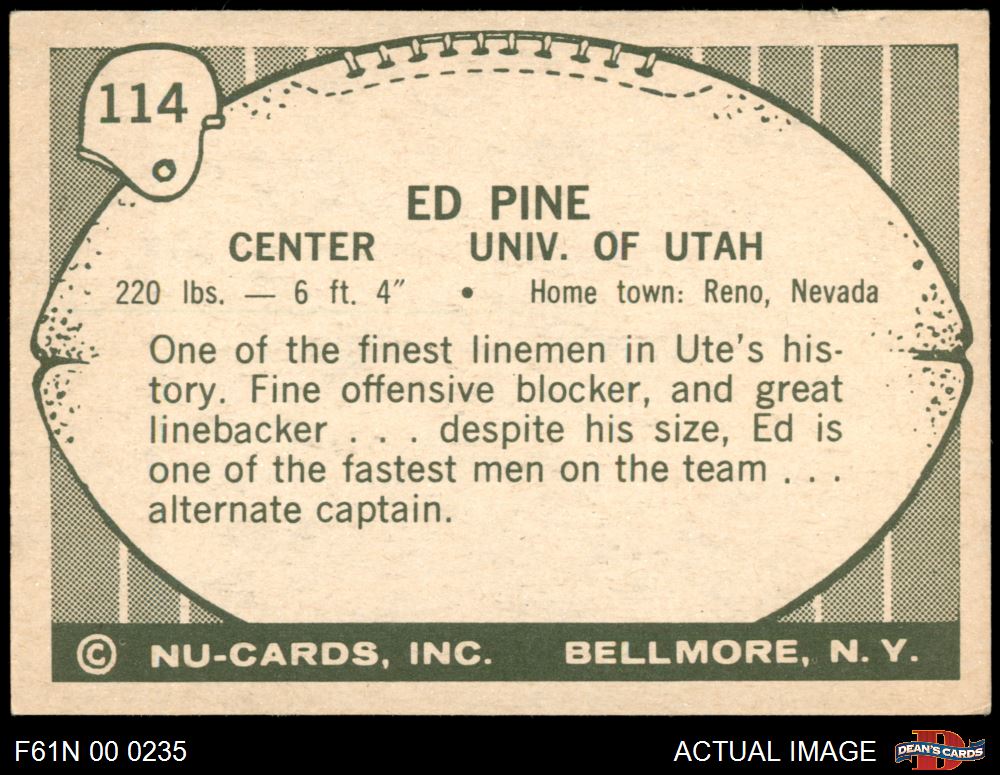 114
ED PINE
CENTER UNIV. OF UTAH
220 lbs. — 6 ft. 4″ • Home town: Reno, Nevada
One of the finest linemen in Ute's his-
tory. Fine offensive blocker, and great
linebacker . . . despite his size, Ed is
one of the fastest men on the team . . .
alternate captain.
© NU-CARDS, INC. BELLMORE, N. Y.
F61N 00 0235 ACTUAL IMAGE D DEAN'S CARDS